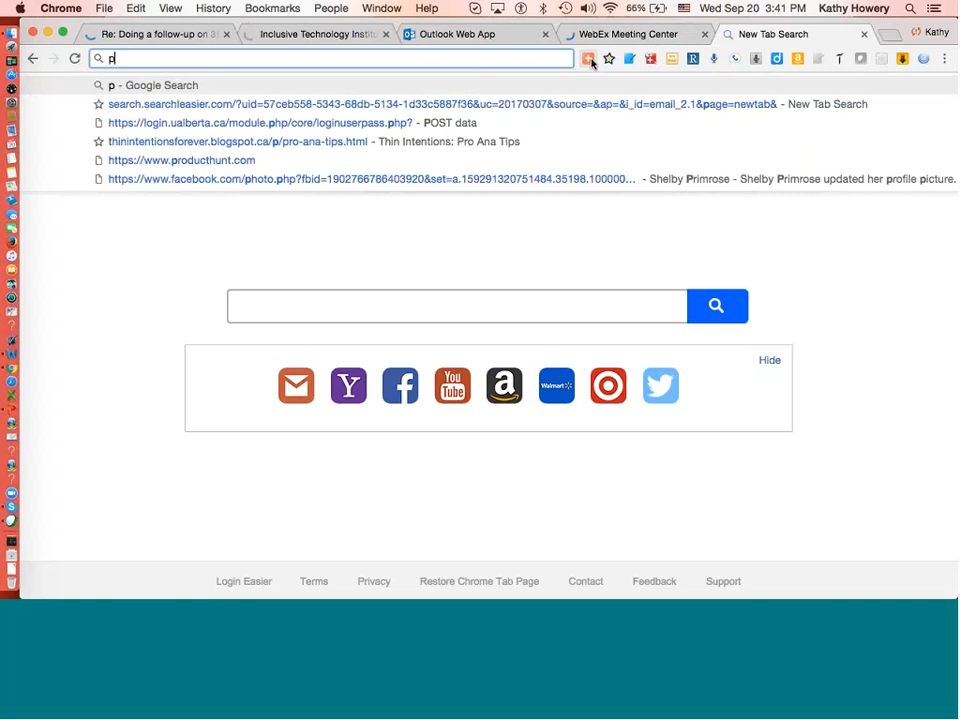 Chrome File Edit View History Bookmarks People Window Help 66% Wed Sep 20 3:41 PM Kathy Howery
Re: Doing a follow-up on 3 Inclusive Technology Institu Outlook Web App WebEx Meeting Center New Tab Search Kathy
p
p - Google Search
search.searchleasier.com/?uid=57ceb558-5343-68db-5134-1d33c5887f36&uc=20170307&source=&ap=&i_id=email_2.1&page=newtab& - New Tab Search
https://login.ualberta.ca/module.php/core/loginuserpass.php? - POST data
thinintentionsforever.blogspot.ca/p/pro-ana-tips.html - Thin Intentions: Pro Ana Tips
https://www.producthunt.com
https://www.facebook.com/photo.php?fbid=1902766786403920&set=a.159291320751484.35198.100000... - Shelby Primrose - Shelby Primrose updated her profile picture.
Hide
Y f You Tube a Walmart
Login Easier Terms Privacy Restore Chrome Tab Page Contact Feedback Support